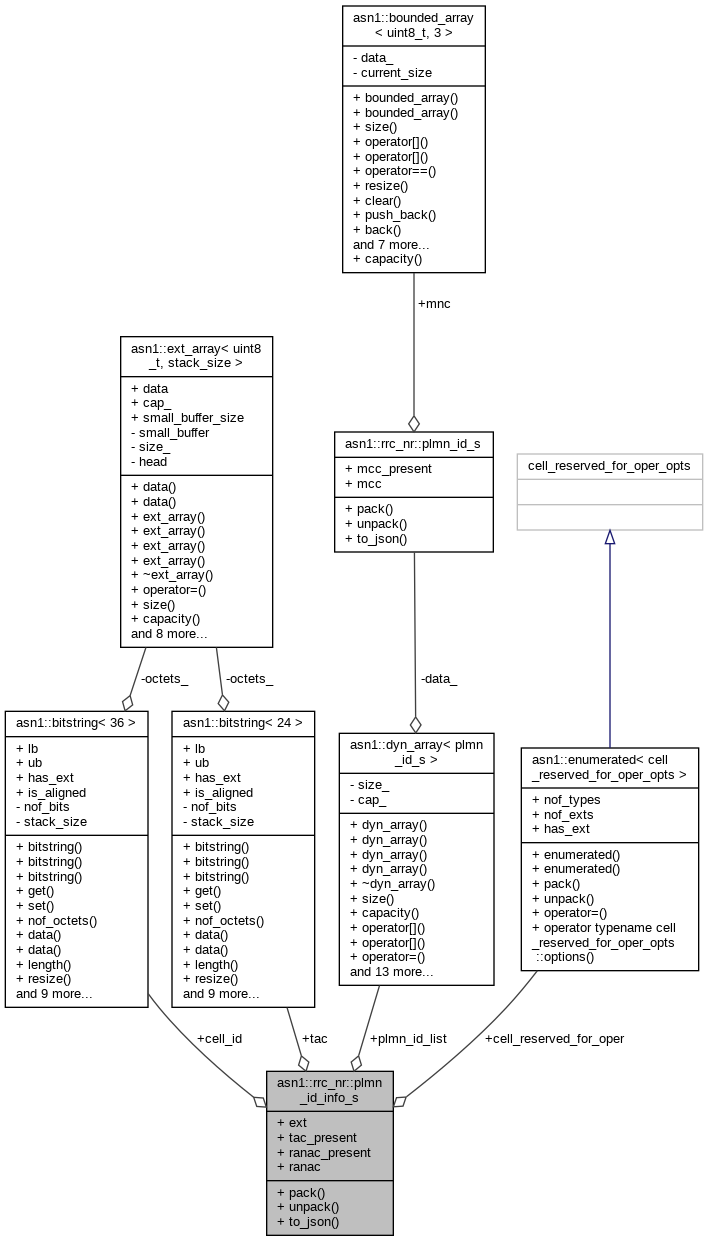 asn1::bounded_array
< uint8_t, 3 >
- data_
- current_size
+ bounded_array()
+ bounded_array()
+ size()
+ operator[]()
+ operator[]()
+ operator==()
+ resize()
+ clear()
+ push_back()
+ back()
and 7 more...
+ capacity()
+mnc
asn1::ext_array< uint8
_t, stack_size >
+ data
+ cap_
+ small_buffer_size
- small_buffer
- size_
- head
+ data()
+ data()
+ ext_array()
+ ext_array()
+ ext_array()
+ ext_array()
+ ~ext_array()
+ operator=()
+ size()
+ capacity()
and 8 more...
asn1::rrc_nr::plmn_id_s
+ mcc_present
+ mcc
+ pack()
+ unpack()
+ to_json()
cell_reserved_for_oper_opts
-octets_
-octets_
-data_
asn1::bitstring< 36 >
+ lb
+ ub
+ has_ext
+ is_aligned
- nof_bits
- stack_size
+ bitstring()
+ bitstring()
+ bitstring()
+ get()
+ set()
+ nof_octets()
+ data()
+ data()
+ length()
+ resize()
and 9 more...
asn1::bitstring< 24 >
+ lb
+ ub
+ has_ext
+ is_aligned
- nof_bits
- stack_size
+ bitstring()
+ bitstring()
+ bitstring()
+ get()
+ set()
+ nof_octets()
+ data()
+ data()
+ length()
+ resize()
and 9 more...
asn1::dyn_array< plmn
_id_s >
- size_
- cap_
+ dyn_array()
+ dyn_array()
+ dyn_array()
+ dyn_array()
+ ~dyn_array()
+ size()
+ capacity()
+ operator[]()
+ operator[]()
+ operator=()
and 13 more...
asn1::enumerated< cell
_reserved_for_oper_opts >
+ nof_types
+ nof_exts
+ has_ext
+ enumerated()
+ enumerated()
+ pack()
+ unpack()
+ operator=()
+ operator typename cell
_reserved_for_oper_opts
::options()
+cell_id
+tac
+plmn_id_list
+cell_reserved_for_oper
asn1::rrc_nr::plmn
_id_info_s
+ ext
+ tac_present
+ ranac_present
+ ranac
+ pack()
+ unpack()
+ to_json()